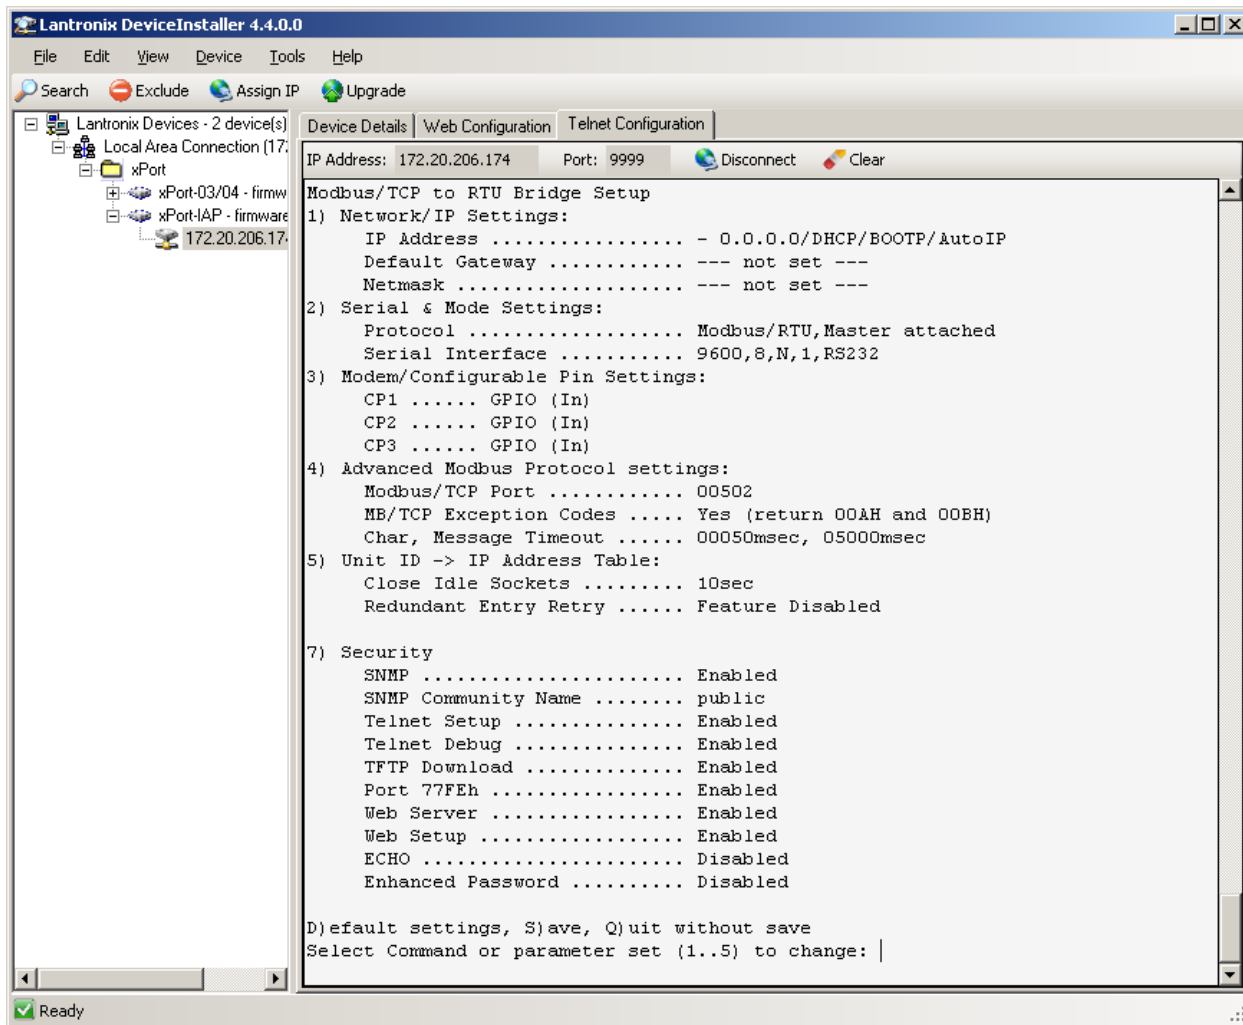 Lantronix DeviceInstaller 4.4.0.0
File Edit View Device Tools Help
Search Exclude Assign IP Upgrade
Lantronix Devices - 2 device(s)
Local Area Connection (17
xPort
xPort-03/04 - firmw
xPort-IAP - firmware
172.20.206.17
Device Details Web Configuration Telnet Configuration
IP Address: 172.20.206.174 Port: 9999 Disconnect Clear
Modbus/TCP to RTU Bridge Setup
1) Network/IP Settings:
IP Address ................. - 0.0.0.0/DHCP/BOOTP/AutoIP
Default Gateway ............ --- not set ---
Netmask .................... --- not set ---
2) Serial & Mode Settings:
Protocol ................... Modbus/RTU,Master attached
Serial Interface ........... 9600,8,N,1,RS232
3) Modem/Configurable Pin Settings:
CP1 ...... GPIO (In)
CP2 ...... GPIO (In)
CP3 ...... GPIO (In)
4) Advanced Modbus Protocol settings:
Modbus/TCP Port ............ 00502
MB/TCP Exception Codes ..... Yes (return 00AH and 00BH)
Char, Message Timeout ...... 00050msec, 05000msec
5) Unit ID -> IP Address Table:
Close Idle Sockets ......... 10sec
Redundant Entry Retry ...... Feature Disabled
7) Security
SNMP ....................... Enabled
SNMP Community Name ........ public
Telnet Setup ............... Enabled
Telnet Debug ............... Enabled
TFTP Download .............. Enabled
Port 77FEh ................. Enabled
Web Server ................. Enabled
Web Setup .................. Enabled
ECHO ....................... Disabled
Enhanced Password .......... Disabled
D)efault settings, S)ave, Q)uit without save
Select Command or parameter set (1..5) to change:
Ready